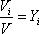 V_i/V = Y_i